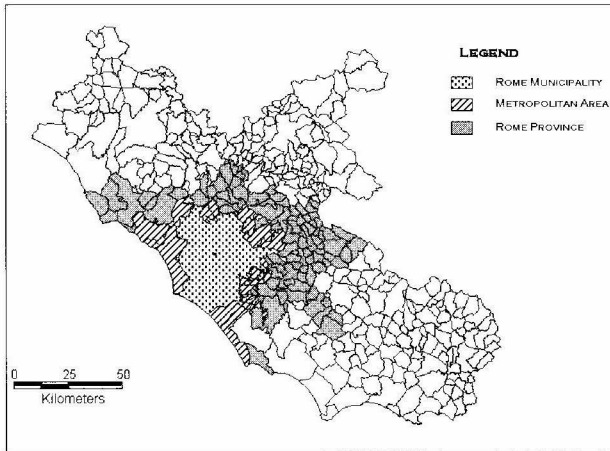 LEGEND
ROME MUNICIPALITY
METROPOLITAN AREA
ROME PROVINCE
0 25 50
Kilometers